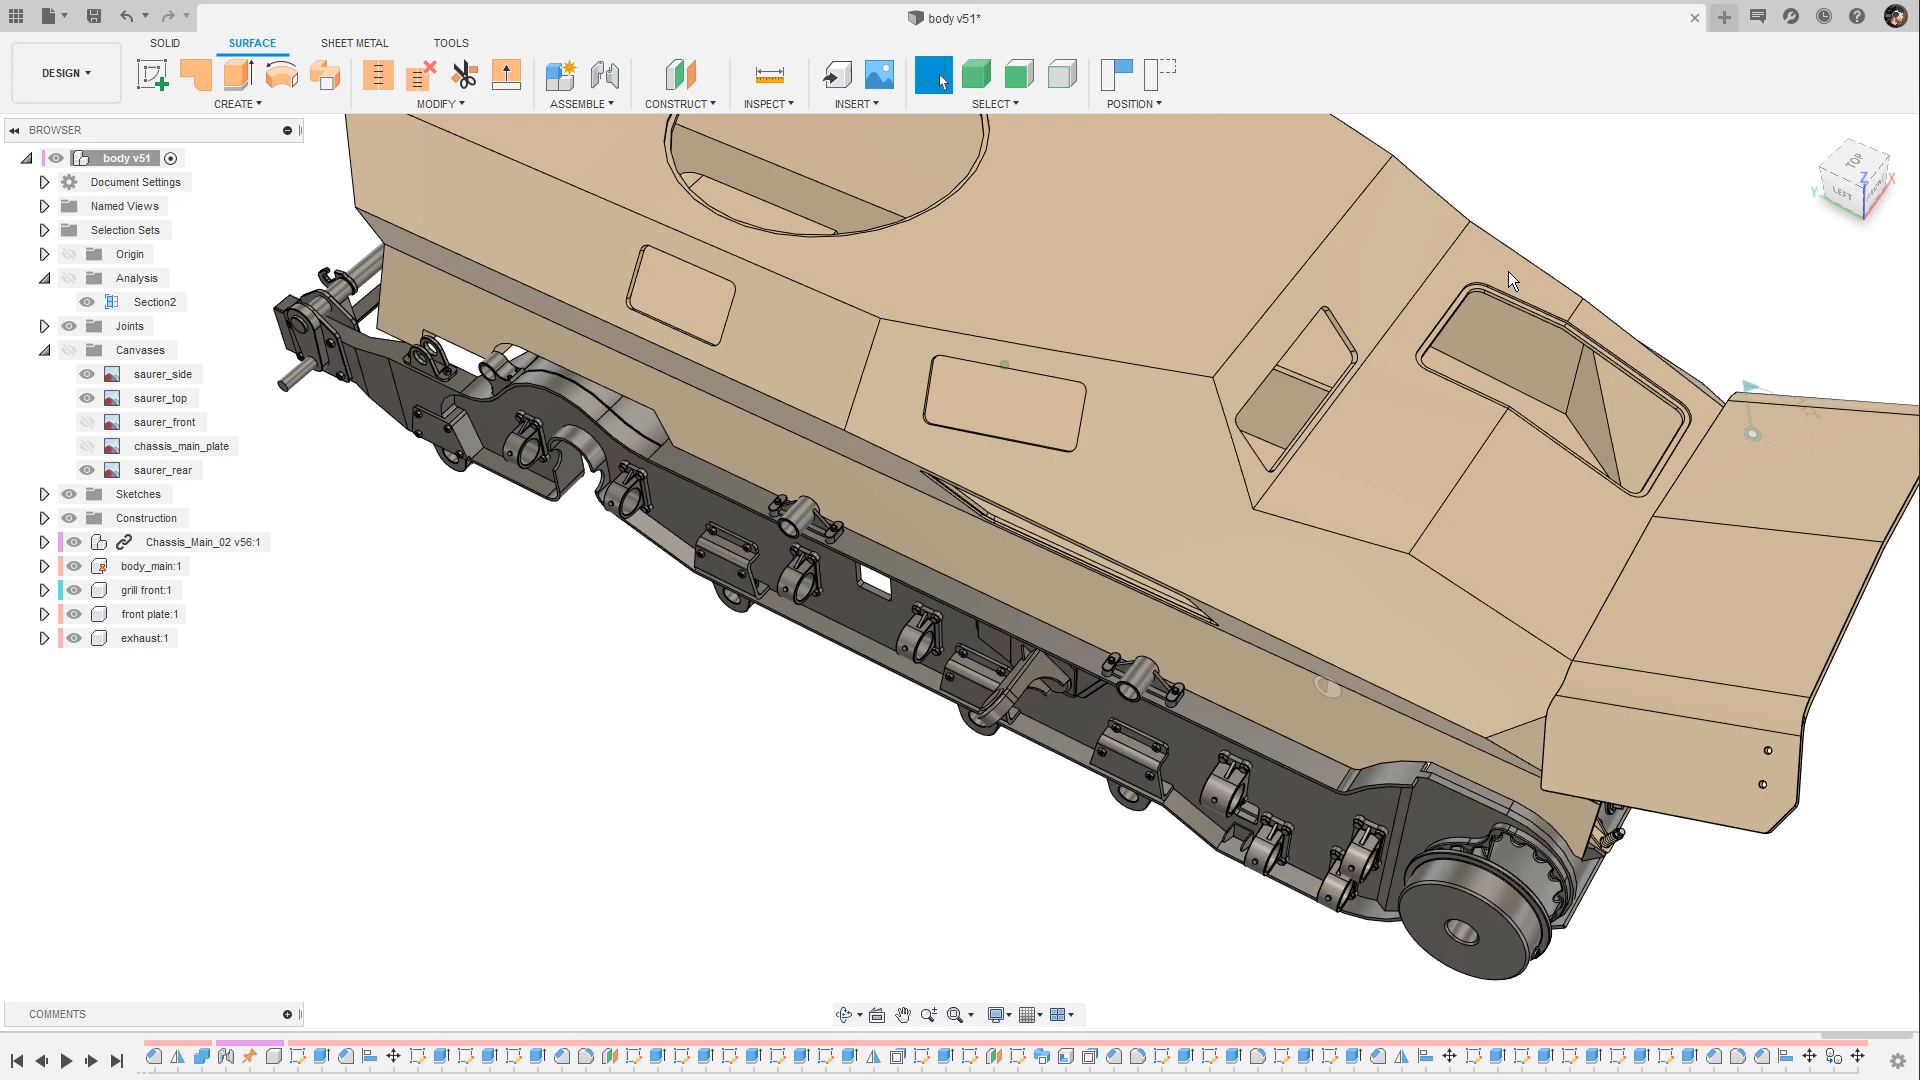 body v51*
SOLID
SURFACE
SHEET METAL
TOOLS
DESIGN
CREATE
MODIFY
ASSEMBLE
CONSTRUCT
INSPECT
INSERT
SELECT
POSITION
BROWSER
body v51
Document Settings
Named Views
Selection Sets
Origin
Analysis
Section2
Joints
Canvases
saurer_side
saurer_top
saurer_front
chassis_main_plate
saurer_rear
Sketches
Construction
Chassis_Main_02 v56:1
body_main:1
grill front:1
front plate:1
exhaust:1
TOP
LEFT
Z
X
Y
COMMENTS